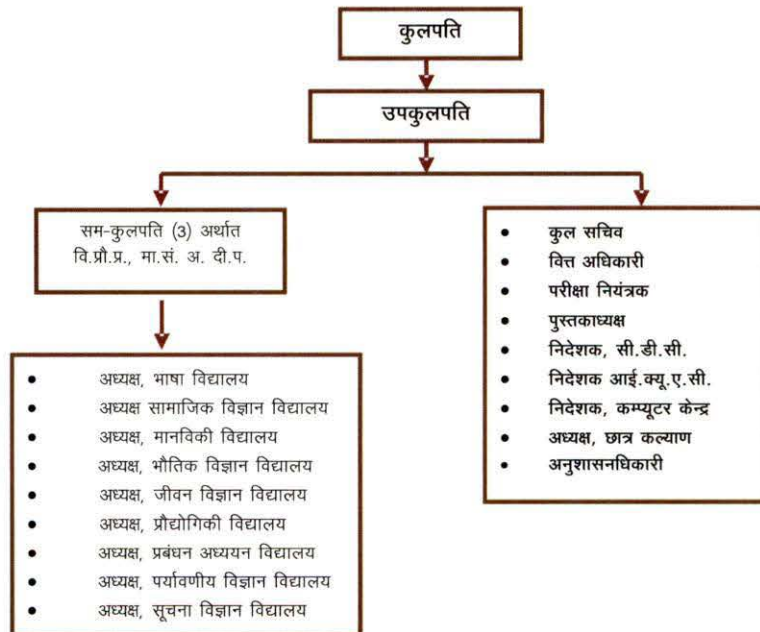 कुलपति
उपकुलपति
सम-कुलपति (3) अर्थात
वि.प्रौ.प्र., मा.सं. अ. दी.प.
• अध्यक्ष, भाषा विद्यालय
• अध्यक्ष सामाजिक विज्ञान विद्यालय
• अध्यक्ष, मानविकी विद्यालय
• अध्यक्ष, भौतिक विज्ञान विद्यालय
• अध्यक्ष, जीवन विज्ञान विद्यालय
• अध्यक्ष, प्रौद्योगिकी विद्यालय
• अध्यक्ष, प्रबंधन अध्ययन विद्यालय
• अध्यक्ष, पर्यावणीय विज्ञान विद्यालय
• अध्यक्ष, सूचना विज्ञान विद्यालय
• कुल सचिव
• वित्त अधिकारी
• परीक्षा नियंत्रक
• पुस्तकाध्यक्ष
• निदेशक, सी.डी.सी.
• निदेशक आई.क्यू.ए.सी.
• निदेशक, कम्प्यूटर केन्द्र
• अध्यक्ष, छात्र कल्याण
• अनुशासनधिकारी